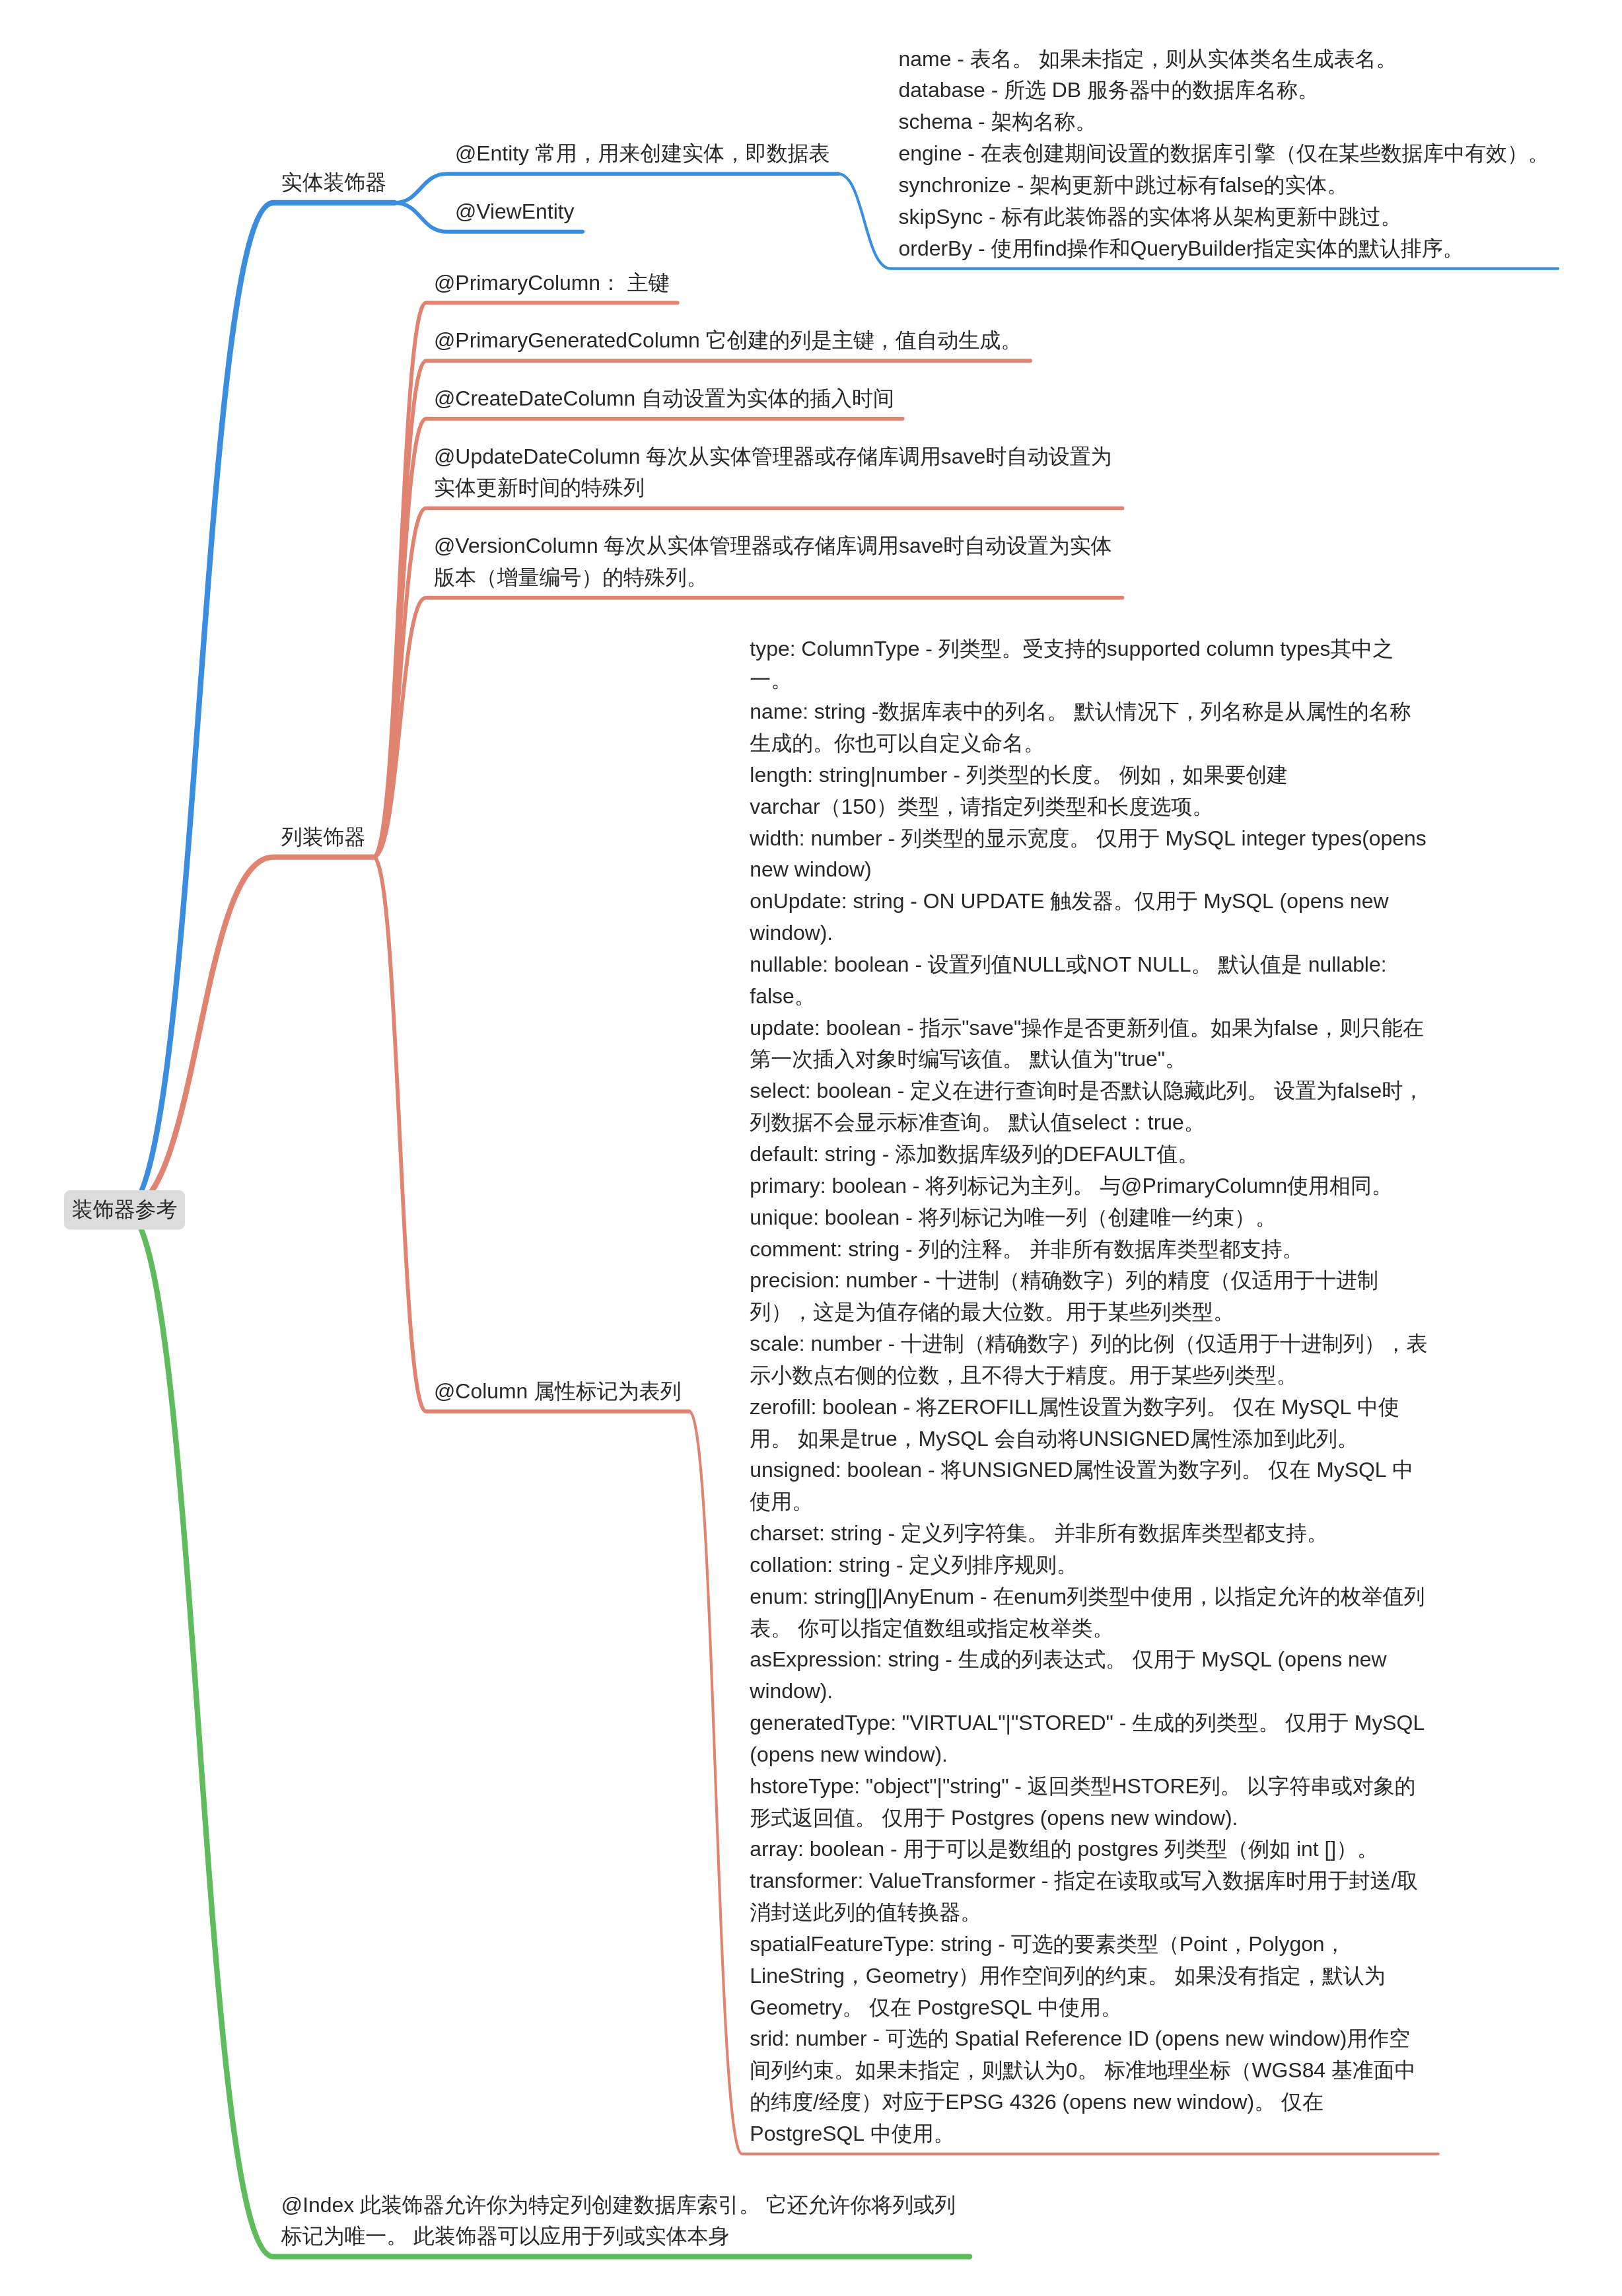 name - 表名。 如果未指定，则从实体类名生成表名。
database - 所选 DB 服务器中的数据库名称。
schema - 架构名称。
engine - 在表创建期间设置的数据库引擎（仅在某些数据库中有效）。
synchronize - 架构更新中跳过标有false的实体。
skipSync - 标有此装饰器的实体将从架构更新中跳过。
orderBy - 使用find操作和QueryBuilder指定实体的默认排序。
@Entity 常用，用来创建实体，即数据表
实体装饰器
@ViewEntity
@PrimaryColumn： 主键
@PrimaryGeneratedColumn 它创建的列是主键，值自动生成。
@CreateDateColumn 自动设置为实体的插入时间
@UpdateDateColumn 每次从实体管理器或存储库调用save时自动设置为
实体更新时间的特殊列
@VersionColumn 每次从实体管理器或存储库调用save时自动设置为实体
版本（增量编号）的特殊列。
列装饰器
type: ColumnType - 列类型。受支持的supported column types其中之
一。
name: string -数据库表中的列名。 默认情况下，列名称是从属性的名称
生成的。你也可以自定义命名。
length: string|number - 列类型的长度。 例如，如果要创建
varchar（150）类型，请指定列类型和长度选项。
width: number - 列类型的显示宽度。 仅用于 MySQL integer types(opens
new window)
onUpdate: string - ON UPDATE 触发器。仅用于 MySQL (opens new
window).
nullable: boolean - 设置列值NULL或NOT NULL。 默认值是 nullable:
false。
update: boolean - 指示"save"操作是否更新列值。如果为false，则只能在
第一次插入对象时编写该值。 默认值为"true"。
select: boolean - 定义在进行查询时是否默认隐藏此列。 设置为false时，
列数据不会显示标准查询。 默认值select：true。
default: string - 添加数据库级列的DEFAULT值。
primary: boolean - 将列标记为主列。 与@PrimaryColumn使用相同。
unique: boolean - 将列标记为唯一列（创建唯一约束）。
comment: string - 列的注释。 并非所有数据库类型都支持。
precision: number - 十进制（精确数字）列的精度（仅适用于十进制
列），这是为值存储的最大位数。用于某些列类型。
scale: number - 十进制（精确数字）列的比例（仅适用于十进制列），表
示小数点右侧的位数，且不得大于精度。用于某些列类型。
zerofill: boolean - 将ZEROFILL属性设置为数字列。 仅在 MySQL 中使
用。 如果是true，MySQL 会自动将UNSIGNED属性添加到此列。
unsigned: boolean - 将UNSIGNED属性设置为数字列。 仅在 MySQL 中
使用。
charset: string - 定义列字符集。 并非所有数据库类型都支持。
collation: string - 定义列排序规则。
enum: string[]|AnyEnum - 在enum列类型中使用，以指定允许的枚举值列
表。 你可以指定值数组或指定枚举类。
asExpression: string - 生成的列表达式。 仅用于 MySQL (opens new
window).
generatedType: "VIRTUAL"|"STORED" - 生成的列类型。 仅用于 MySQL
(opens new window).
hstoreType: "object"|"string" - 返回类型HSTORE列。 以字符串或对象的
形式返回值。 仅用于 Postgres (opens new window).
array: boolean - 用于可以是数组的 postgres 列类型（例如 int []）。
transformer: ValueTransformer - 指定在读取或写入数据库时用于封送/取
消封送此列的值转换器。
spatialFeatureType: string - 可选的要素类型（Point，Polygon，
LineString，Geometry）用作空间列的约束。 如果没有指定，默认为
Geometry。 仅在 PostgreSQL 中使用。
srid: number - 可选的 Spatial Reference ID (opens new window)用作空
间列约束。如果未指定，则默认为0。 标准地理坐标（WGS84 基准面中
的纬度/经度）对应于EPSG 4326 (opens new window)。 仅在
PostgreSQL 中使用。
@Column 属性标记为表列
装饰器参考
@Index 此装饰器允许你为特定列创建数据库索引。 它还允许你将列或列
标记为唯一。 此装饰器可以应用于列或实体本身